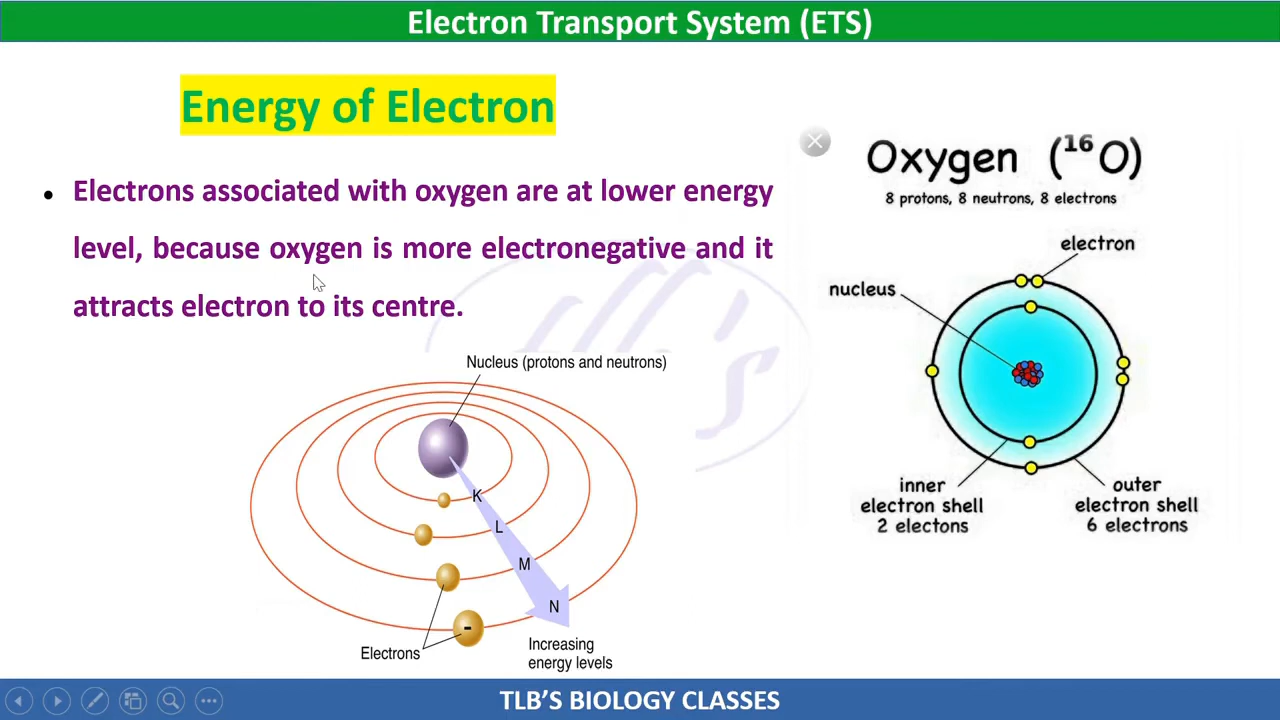 Electron Transport System (ETS)
Energy of Electron
• Electrons associated with oxygen are at lower energy
level, because oxygen is more electronegative and it
attracts electron to its centre.
Nucleus (protons and neutrons)
K
L
M
N
-
Electrons
Increasing
energy levels
Oxygen (¹⁶O)
8 protons, 8 neutrons, 8 electrons
electron
nucleus
inner
electron shell
2 electons
outer
electron shell
6 electrons
TLB'S BIOLOGY CLASSES